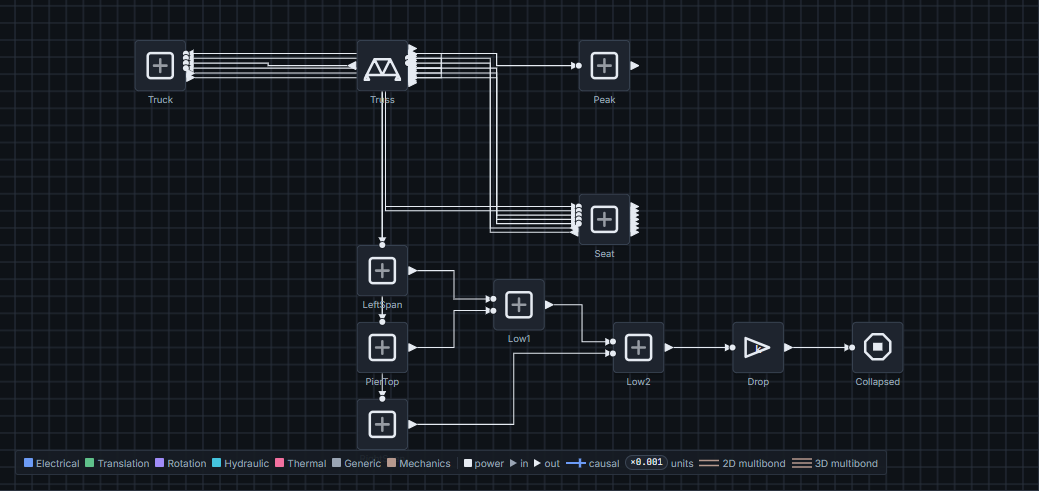 Truck
Truss
Peak
Seat
LeftSpan
Low1
PierTop
Low2
k
Drop
Collapsed
Electrical Translation Rotation Hydraulic Thermal Generic Mechanics power in out causal ×0.001 units 2D multibond 3D multibond